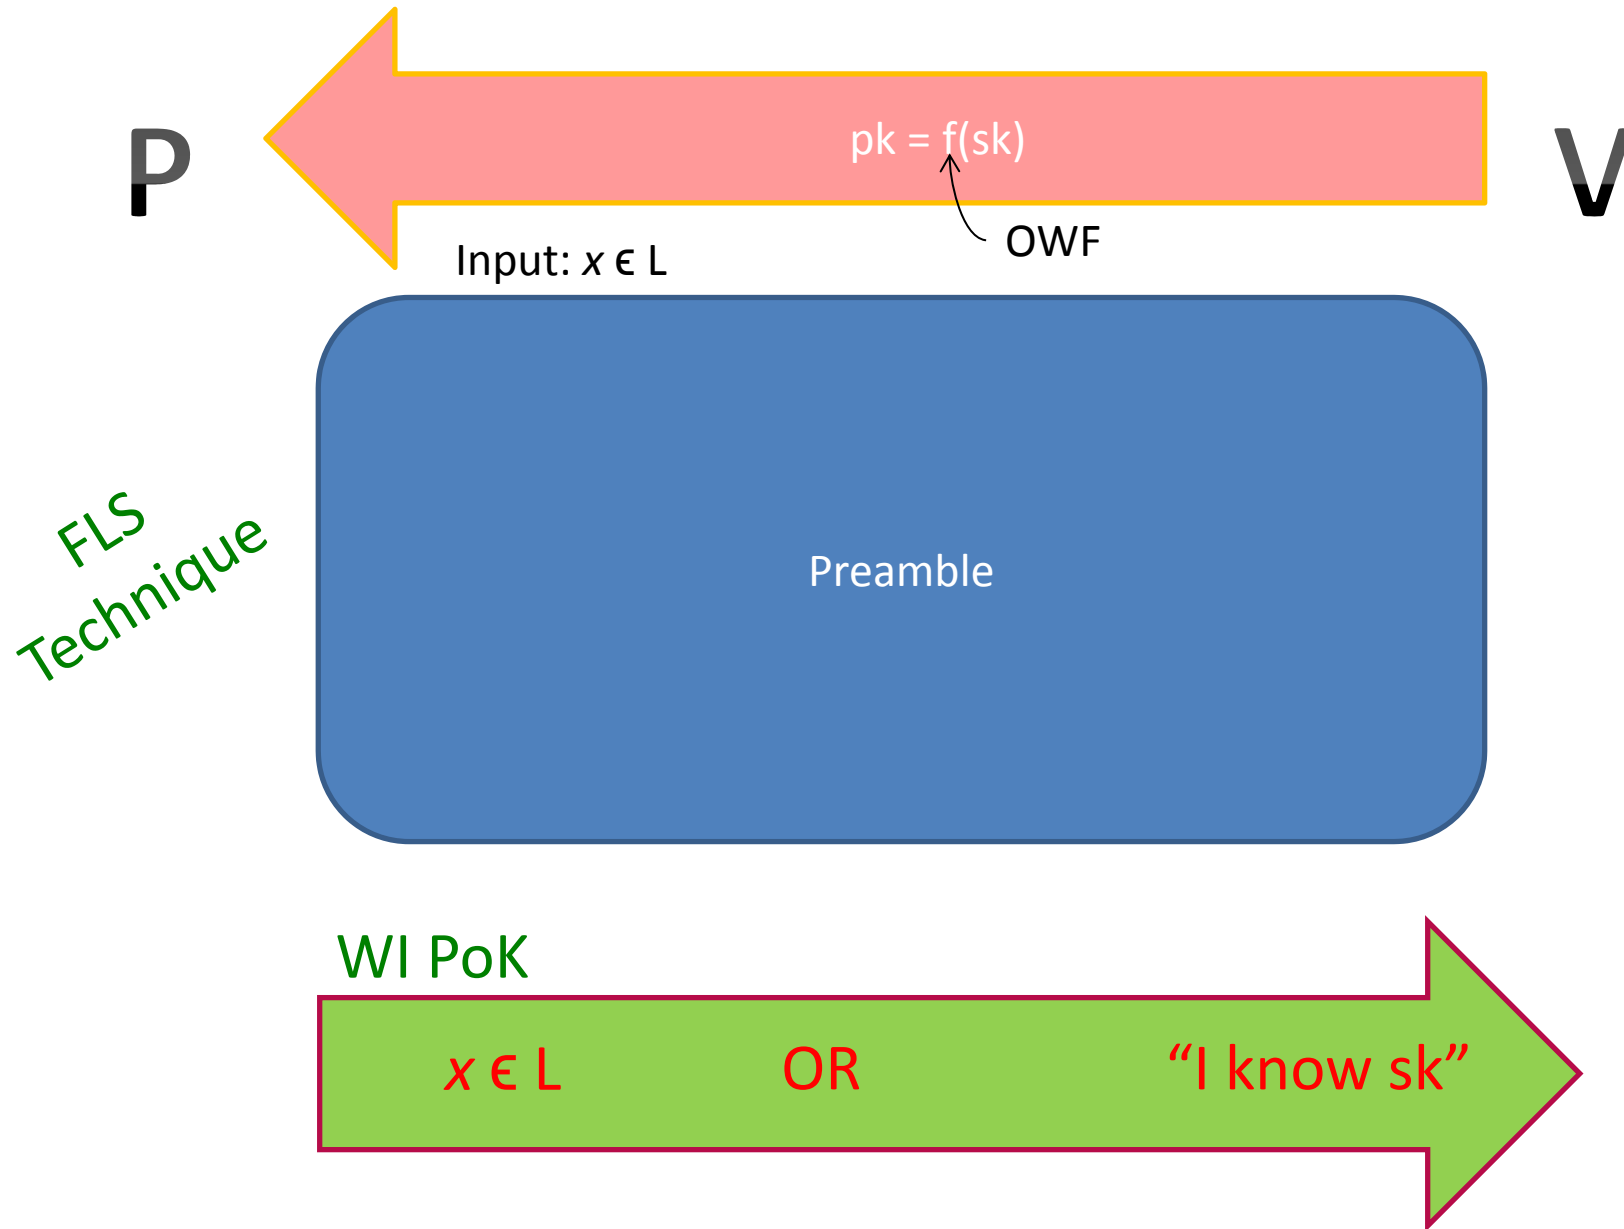 P
pk = f(sk)
V
OWF
Input: x ϵ L
FLS
Technique
Preamble
WI PoK
x ϵ L OR “I know sk”